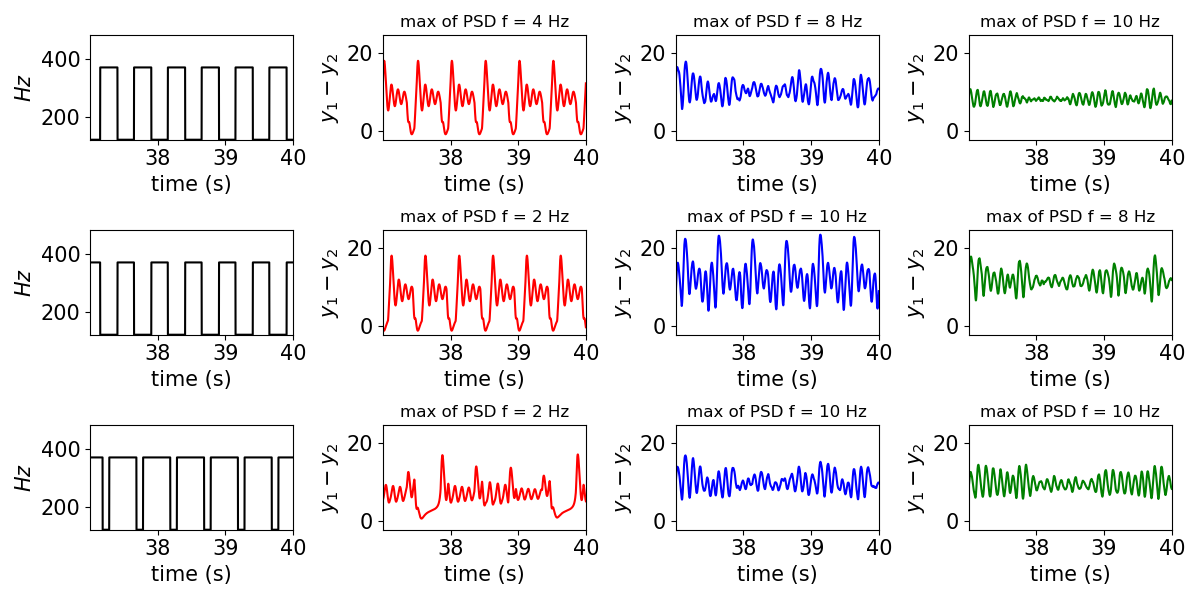 max of PSD f = 4 Hz
max of PSD f = 8 Hz
max of PSD f = 10 Hz
400
200
Hz
38 39 40
time (s)
20
0
y₁ − y₂
38 39 40
time (s)
20
0
y₁ − y₂
38 39 40
time (s)
20
0
y₁ − y₂
38 39 40
time (s)
max of PSD f = 2 Hz
max of PSD f = 10 Hz
max of PSD f = 8 Hz
400
200
Hz
38 39 40
time (s)
20
0
y₁ − y₂
38 39 40
time (s)
20
0
y₁ − y₂
38 39 40
time (s)
20
0
y₁ − y₂
38 39 40
time (s)
max of PSD f = 2 Hz
max of PSD f = 10 Hz
max of PSD f = 10 Hz
400
200
Hz
38 39 40
time (s)
20
0
y₁ − y₂
38 39 40
time (s)
20
0
y₁ − y₂
38 39 40
time (s)
20
0
y₁ − y₂
38 39 40
time (s)